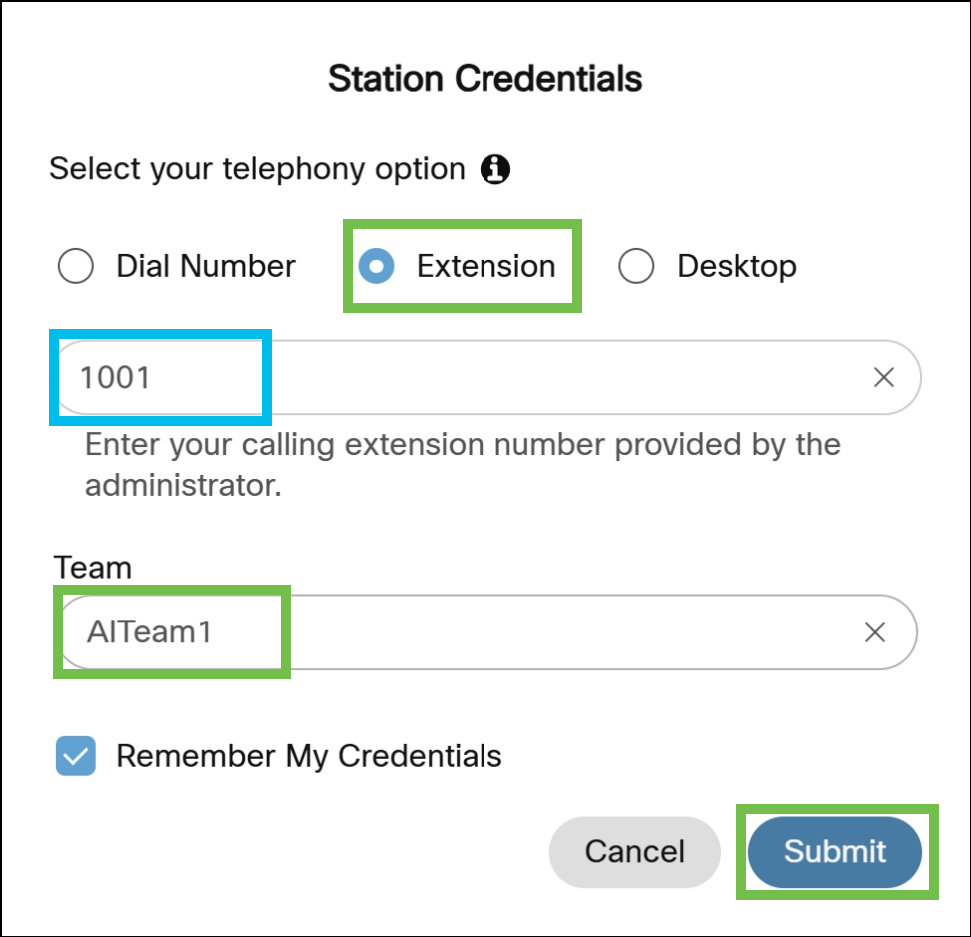 Station Credentials
Select your telephony option
Dial Number Extension Desktop
1001
Enter your calling extension number provided by the
administrator.
Team
AITeam1
Remember My Credentials
Cancel Submit